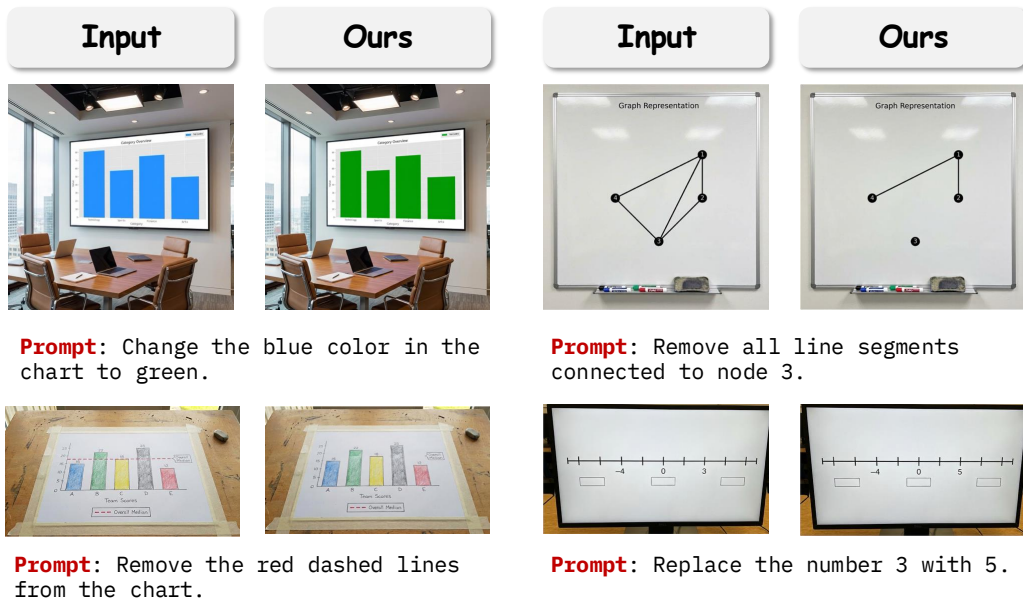 Input
Ours
Input
Ours
Category Overview
Category Overview
Graph Representation
1
4
2
3
Graph Representation
1
4
2
3
Prompt: Change the blue color in the
chart to green.
Prompt: Remove all line segments
connected to node 3.
A B C D E
Team Scores
Overall Median
A B C D E
Team Scores
Overall Median
-4 0 3
-4 0 5
Prompt: Remove the red dashed lines
from the chart.
Prompt: Replace the number 3 with 5.